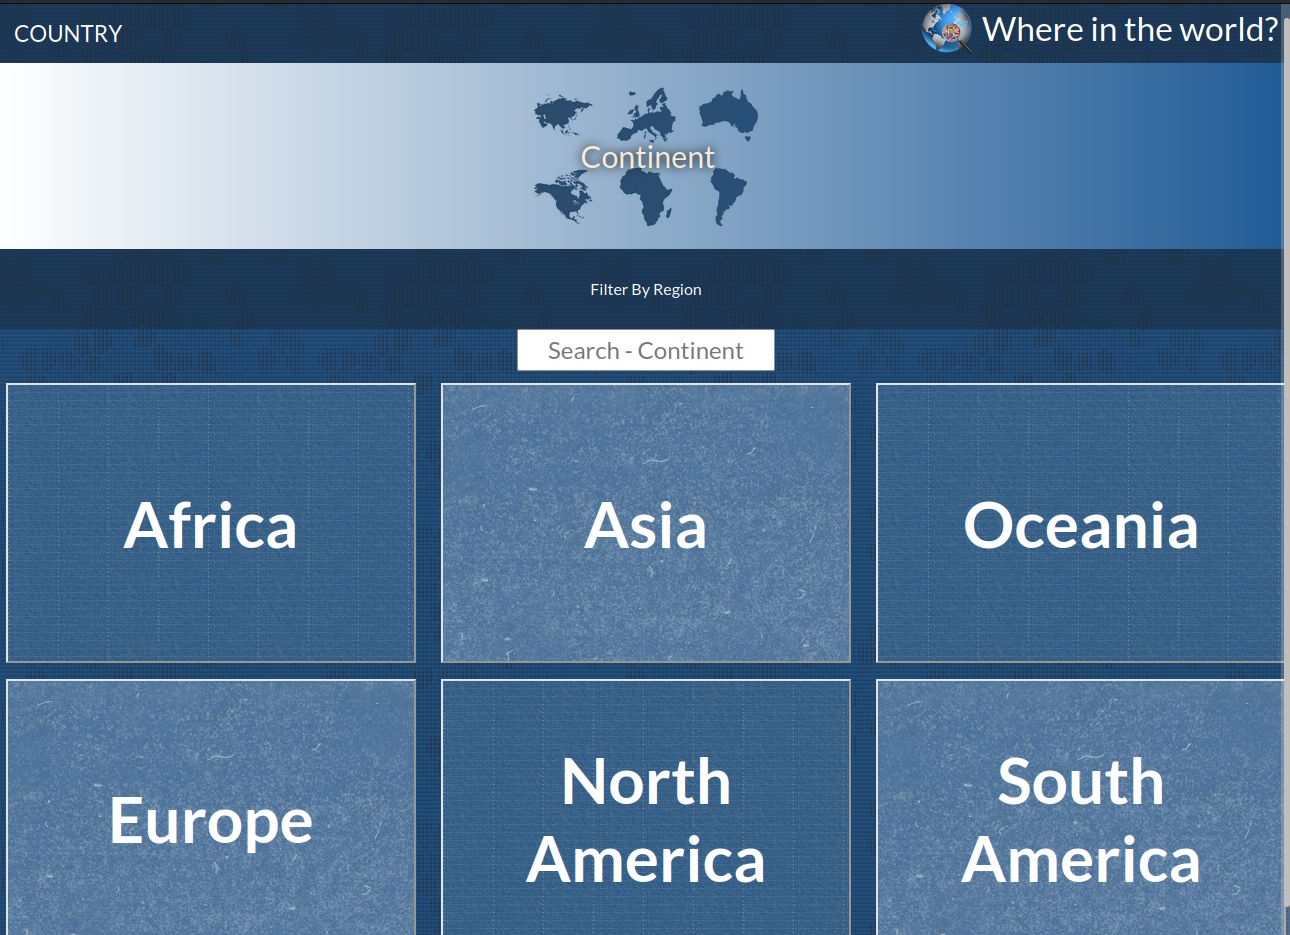 COUNTRY
Where in the world?
Continent
Filter By Region
Search - Continent
Africa
Asia
Oceania
Europe
North
America
South
America